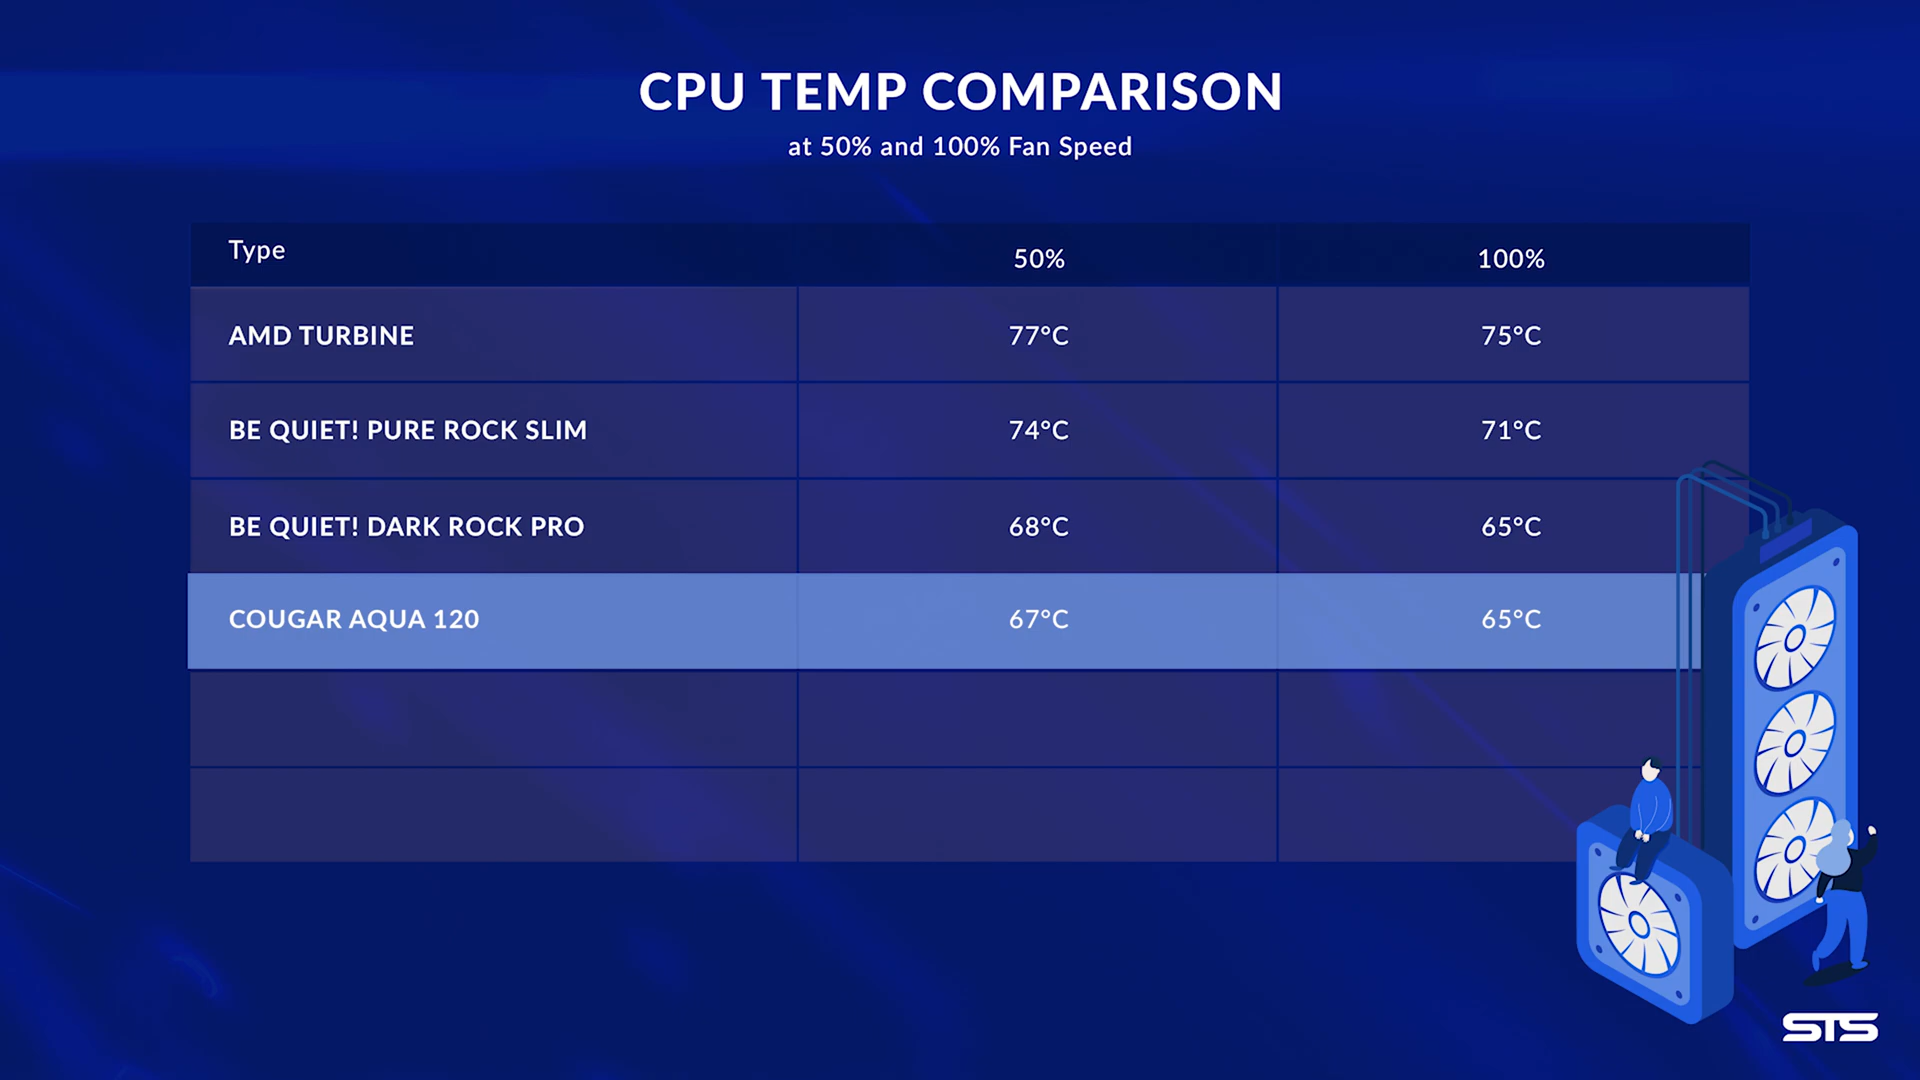 CPU TEMP COMPARISON
at 50% and 100% Fan Speed
Type 50% 100%
AMD TURBINE 77°C 75°C
BE QUIET! PURE ROCK SLIM 74°C 71°C
BE QUIET! DARK ROCK PRO 68°C 65°C
COUGAR AQUA 120 67°C 65°C
STS